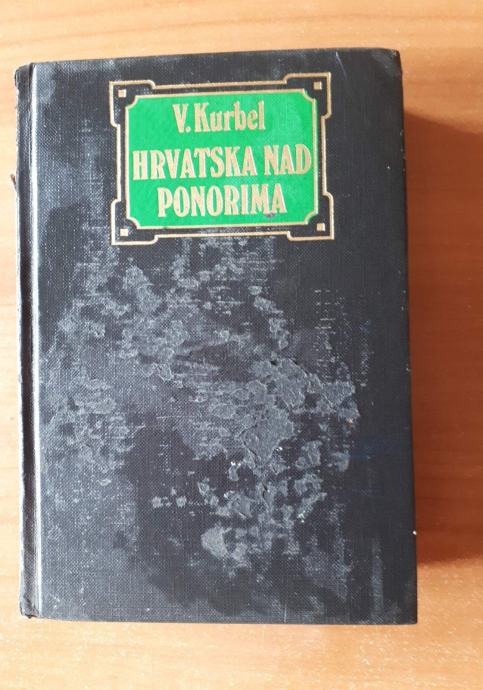 V. Kurbel
HRVATSKA NAD
PONORIMA